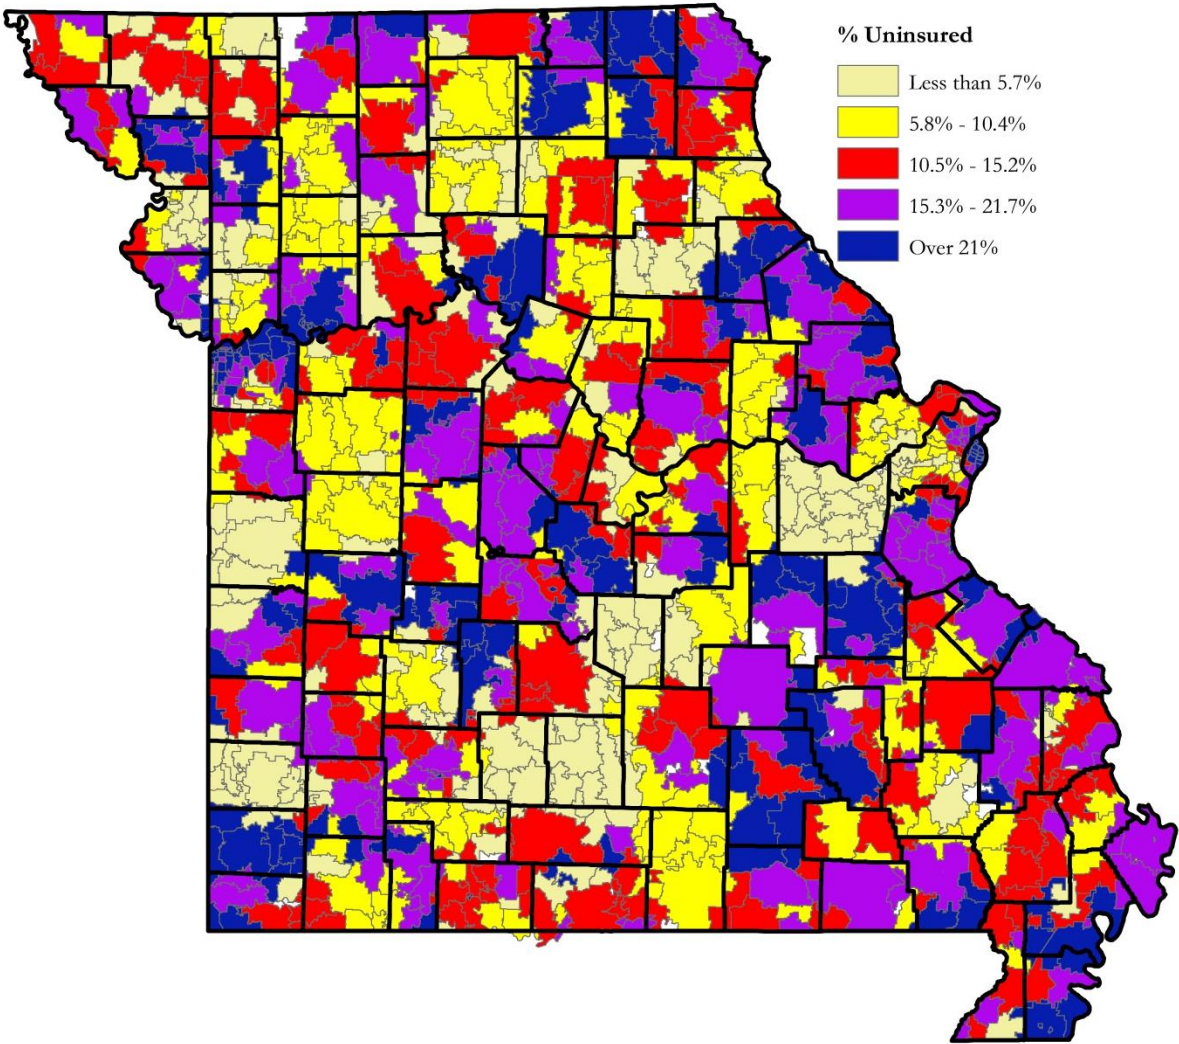 % Uninsured
Less than 5.7%
5.8% - 10.4%
10.5% - 15.2%
15.3% - 21.7%
Over 21%